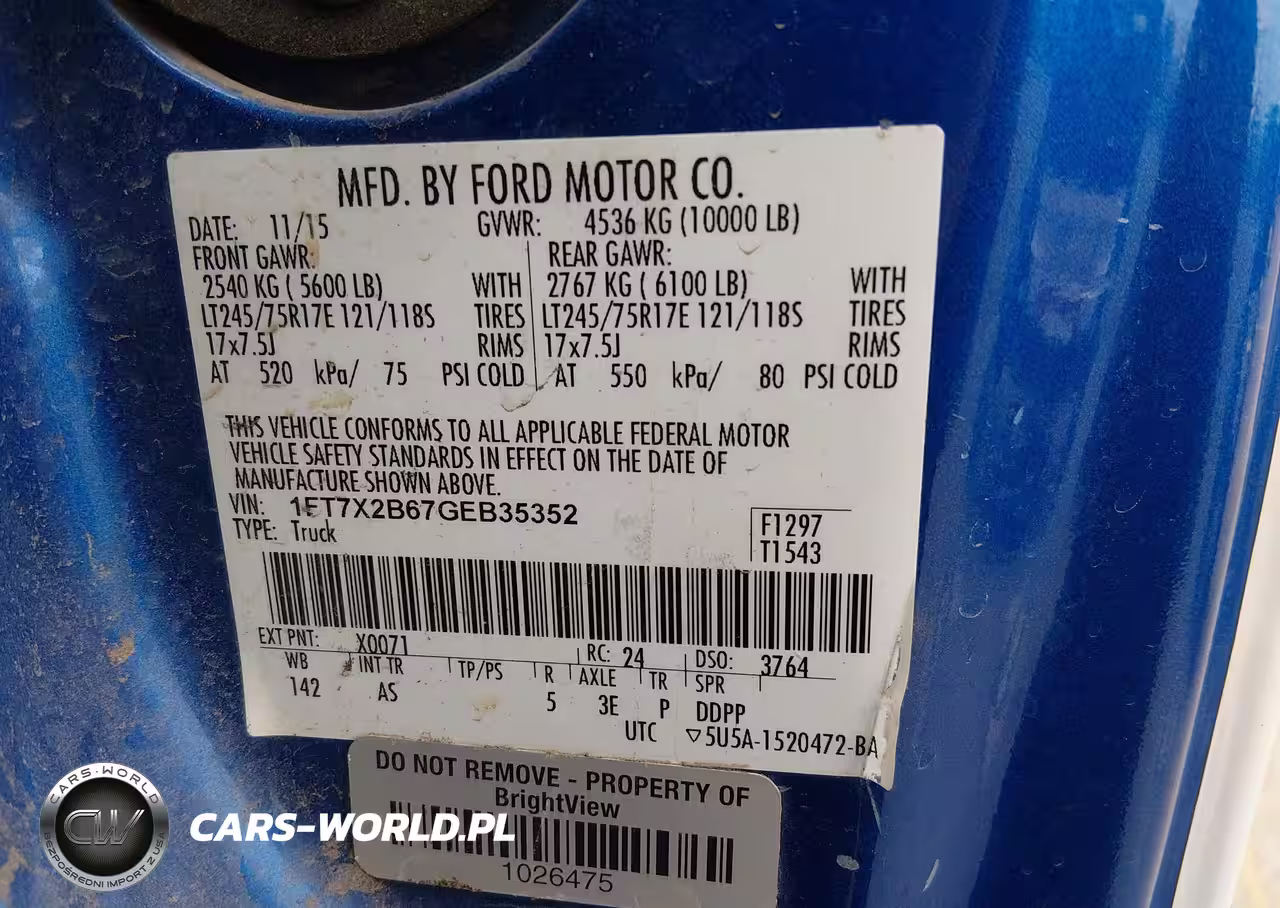 MFD. BY FORD MOTOR CO.
DATE: 11/15 GVWR: 4536 KG (10000 LB)
FRONT GAWR: REAR GAWR:
2540 KG ( 5600 LB) WITH 2767 KG ( 6100 LB) WITH
LT245/75R17E 121/118S TIRES LT245/75R17E 121/118S TIRES
17x7.5J RIMS 17x7.5J RIMS
AT 520 kPa/ 75 PSI COLD AT 550 kPa/ 80 PSI COLD
THIS VEHICLE CONFORMS TO ALL APPLICABLE FEDERAL MOTOR
VEHICLE SAFETY STANDARDS IN EFFECT ON THE DATE OF
MANUFACTURE SHOWN ABOVE.
VIN: 1FT7X2B67GEB35352
TYPE: Truck
F1297
T1543
EXT PNT: X0071 RC: 24 DSO: 3764
WB INT TR TP/PS R AXLE TR SPR
142 AS 5 3E P DDPP
UTC ▽5U5A-1520472-BA
DO NOT REMOVE - PROPERTY OF
BrightView
1026475
CARS-WORLD
CW
BEZPOŚREDNI IMPORT Z USA
CARS-WORLD.PL